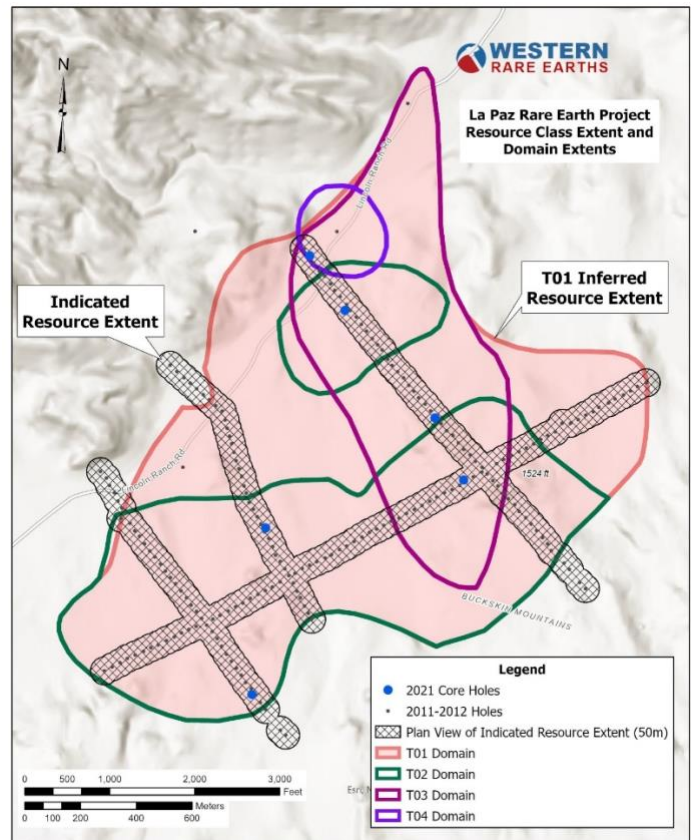 N
WESTERN
RARE EARTHS
La Paz Rare Earth Project
Resource Class Extent and
Domain Extents
Lincoln Ranch Rd
Indicated
Resource Extent
T01 Inferred
Resource Extent
Lincoln Ranch Rd
1524 ft
BUCKSKIN MOUNTAINS
Legend
2021 Core Holes
2011-2012 Holes
Plan View of Indicated Resource Extent (50m)
T01 Domain
T02 Domain
T03 Domain
T04 Domain
0 500 1,000 2,000 3,000
Feet
Meters
0 100 200 400 600
Esri,